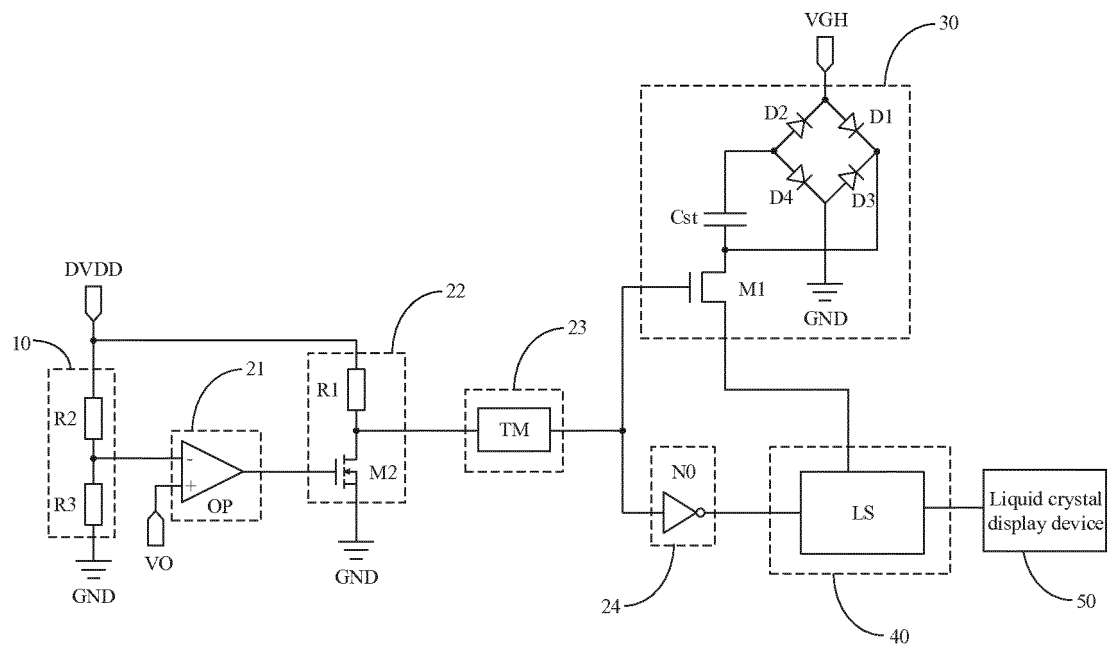 VGH
30
D2
D1
D4
D3
Cst
M1
GND
DVDD
22
23
10
21
R1
R2
TM
M2
N0
R3
-
+
OP
LS
Liquid crystal
display device
VO
GND
GND
24
50
40